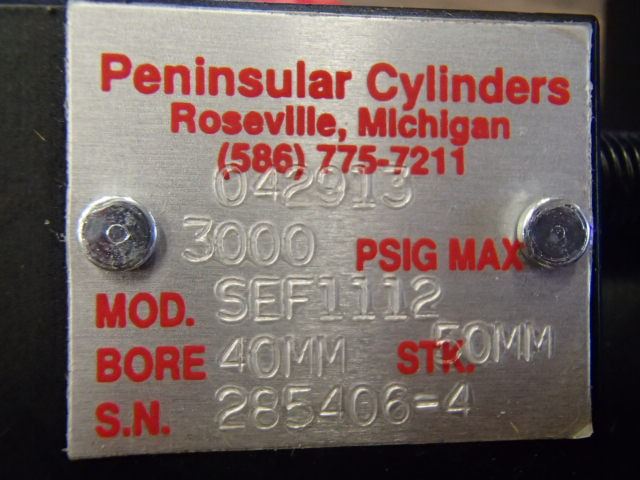 Peninsular Cylinders
Roseville, Michigan
(586) 775-7211
042913
3000 PSIG MAX
MOD. SEF1112
BORE 40MM STK. 50MM
S.N. 285406-4